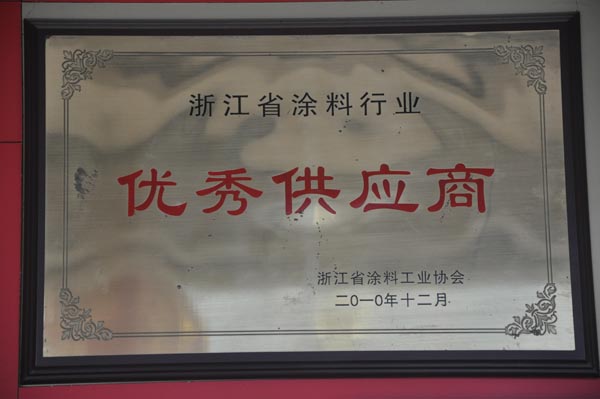 浙江省涂料行业
优秀供应商
浙江省涂料工业协会
二〇一〇年十二月